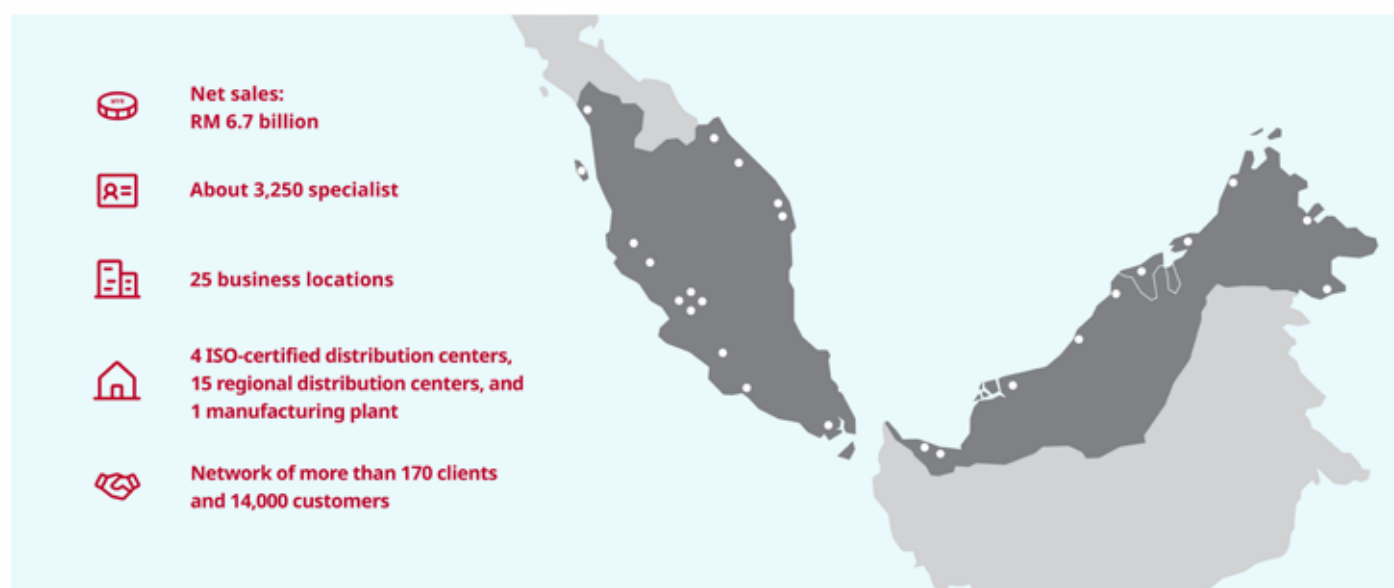 Net sales:
RM 6.7 billion
About 3,250 specialist
25 business locations
4 ISO-certified distribution centers,
15 regional distribution centers, and
1 manufacturing plant
Network of more than 170 clients
and 14,000 customers